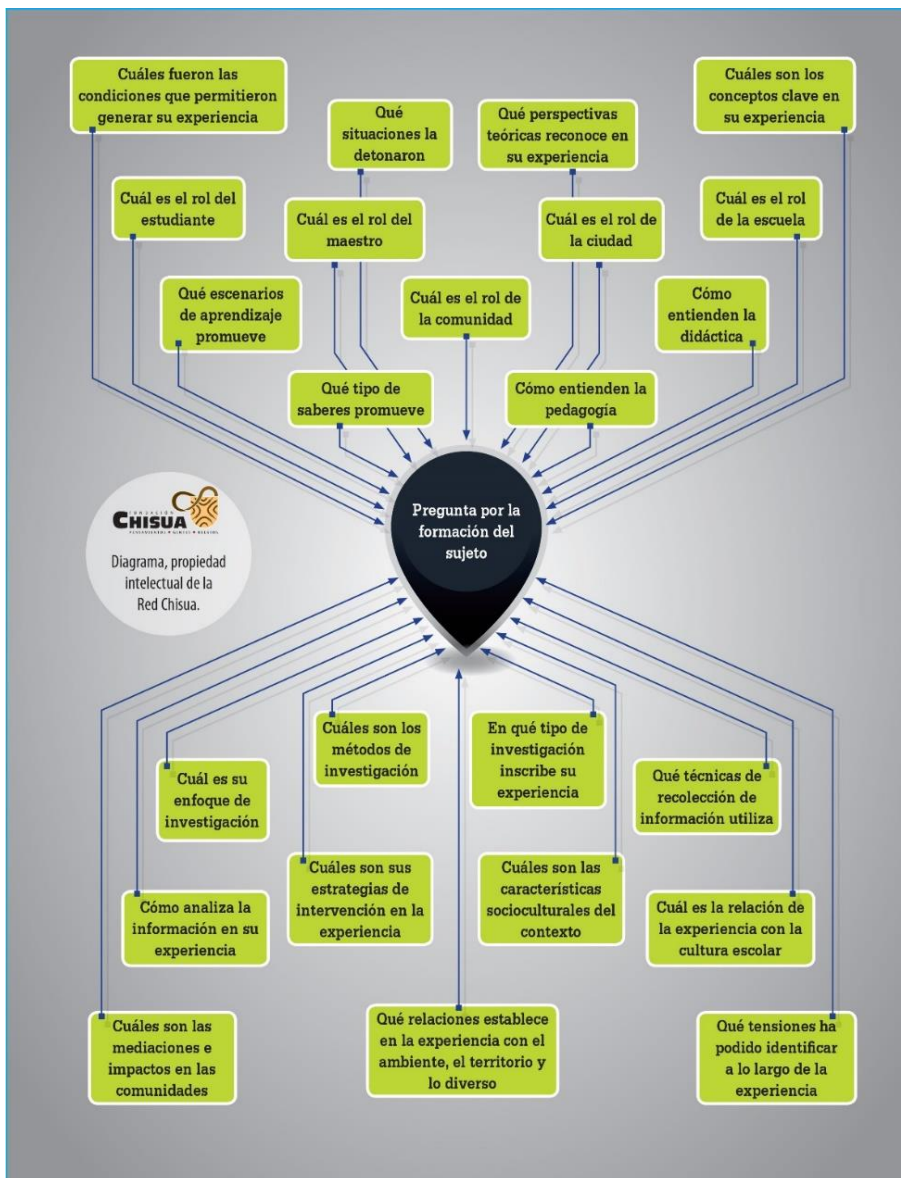 Cuáles fueron las
condiciones que permitieron
generar su experiencia
Qué
situaciones la
detonaron
Qué perspectivas
teóricas reconoce en
su experiencia
Cuáles son los
conceptos clave en
su experiencia
Cuál es el rol del
estudiante
Cuál es el rol del
maestro
Cuál es el rol de
la ciudad
Cuál es el rol
de la escuela
Qué escenarios
de aprendizaje
promueve
Cuál es el rol de
la comunidad
Cómo
entienden la
didáctica
Qué tipo de
saberes promueve
Cómo entienden la
pedagogía
Pregunta por la
formación del
sujeto
FUNDACIÓN
CHISUA
Diagrama, propiedad
intelectual de la
Red Chisua.
Cuáles son los
métodos de
investigación
En qué tipo de
investigación
inscribe su
experiencia
Cuál es su
enfoque de
investigación
Qué técnicas de
recolección de
información utiliza
Cuáles son sus
estrategias de
intervención en la
experiencia
Cuáles son las
características
socioculturales del
contexto
Cómo analiza la
información en su
experiencia
Cuál es la relación de
la experiencia con la
cultura escolar
Cuáles son las
mediaciones e
impactos en las
comunidades
Qué relaciones establece
en la experiencia con el
ambiente, el territorio y
lo diverso
Qué tensiones ha
podido identificar
a lo largo de la
experiencia